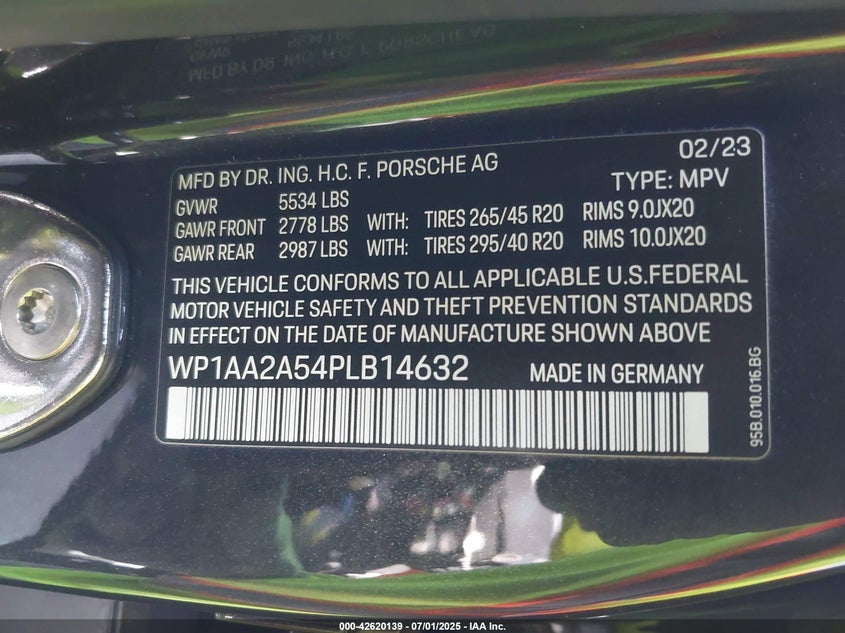 MFD BY DR. ING. H.C. F. PORSCHE AG
02/23
GVWR 5534 LBS
TYPE: MPV
GAWR FRONT 2778 LBS WITH: TIRES 265/45 R20 RIMS 9.0JX20
GAWR REAR 2987 LBS WITH: TIRES 295/40 R20 RIMS 10.0JX20
THIS VEHICLE CONFORMS TO ALL APPLICABLE U.S.FEDERAL
MOTOR VEHICLE SAFETY AND THEFT PREVENTION STANDARDS
IN EFFECT ON THE DATE OF MANUFACTURE SHOWN ABOVE
WP1AA2A54PLB14632 MADE IN GERMANY
95B.010.016.BG
000-42620139 - 07/01/2025 - IAA Inc.